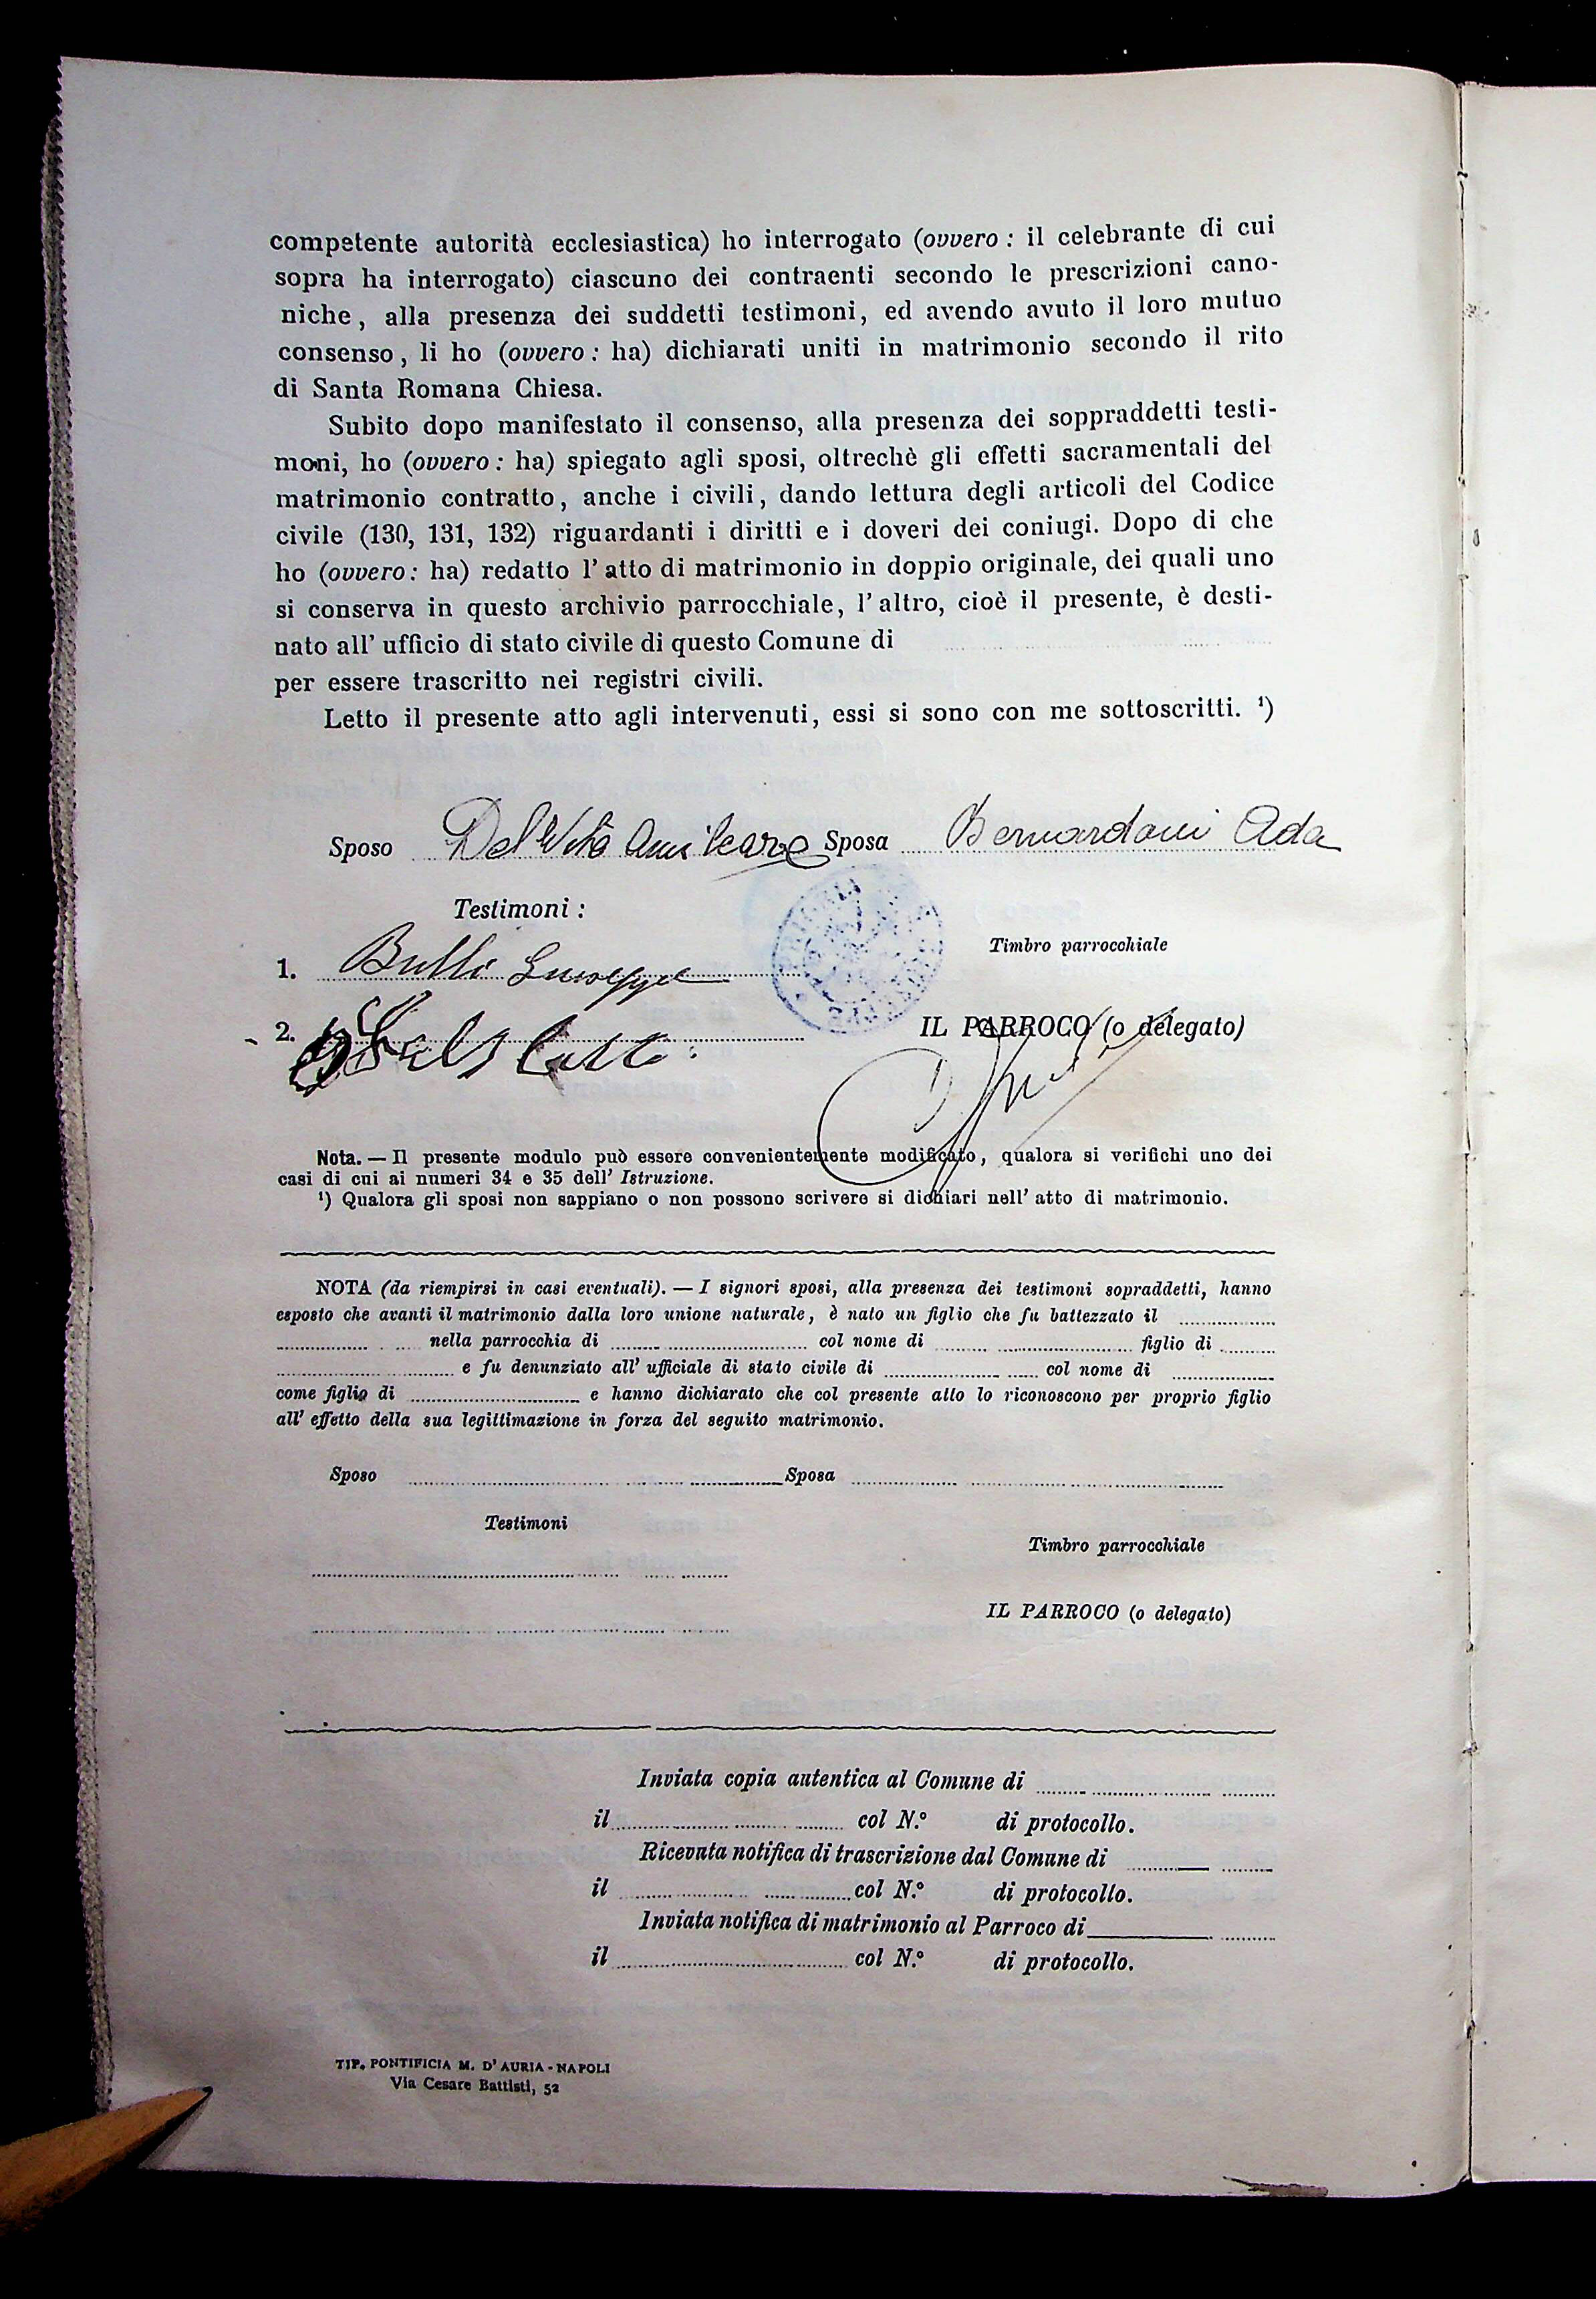 competente autorità ecclesiastica) ho interrogato (ovvero : il celebrante di cui
sopra ha interrogato) ciascuno dei contraenti secondo le prescrizioni cano-
niche, alla presenza dei suddetti testimoni, ed avendo avuto il loro mutuo
consenso, li ho (ovvero : ha) dichiarati uniti in matrimonio secondo il rito
di Santa Romana Chiesa.
Subito dopo manifestato il consenso, alla presenza dei soppraddetti testi-
moni, ho (ovvero : ha) spiegato agli sposi, oltrechè gli effetti sacramentali del
matrimonio contratto, anche i civili, dando lettura degli articoli del Codice
civile (130, 131, 132) riguardanti i diritti e i doveri dei coniugi. Dopo di che
ho (ovvero : ha) redatto l' atto di matrimonio in doppio originale, dei quali uno
si conserva in questo archivio parrocchiale, l' altro, cioè il presente, è desti-
nato all' ufficio di stato civile di questo Comune di
per essere trascritto nei registri civili.
Letto il presente atto agli intervenuti, essi si sono con me sottoscritti. ¹)
Sposo Del Vità Amilcare Sposa Bernardoni Ada
Testimoni :
Timbro parrocchiale
1. Bulli Giuseppe
2.
IL PARROCO (o delegato)
Nota. — Il presente modulo può essere convenientemente modificato, qualora si verifichi uno dei
casi di cui ai numeri 34 e 35 dell' Istruzione.
¹) Qualora gli sposi non sappiano o non possono scrivere si dichiari nell' atto di matrimonio.
NOTA (da riempirsi in casi eventuali). — I signori sposi, alla presenza dei testimoni sopraddetti, hanno
esposto che avanti il matrimonio dalla loro unione naturale, è nato un figlio che fu battezzato il
nella parrocchia di col nome di figlio di
e fu denunziato all' ufficiale di stato civile di col nome di
come figlio di e hanno dichiarato che col presente atto lo riconoscono per proprio figlio
all' effetto della sua legittimazione in forza del seguito matrimonio.
Sposo Sposa
Testimoni
Timbro parrocchiale
IL PARROCO (o delegato)
Inviata copia autentica al Comune di
il col N.° di protocollo.
Ricevuta notifica di trascrizione dal Comune di
il col N.° di protocollo.
Inviata notifica di matrimonio al Parroco di
il col N.° di protocollo.
TIP. PONTIFICIA M. D' AURIA - NAPOLI
Via Cesare Battisti, 52